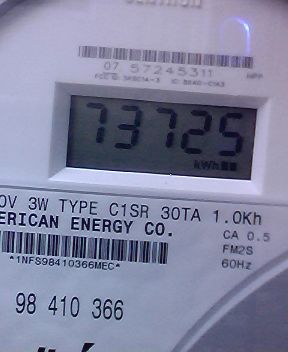 07 57245311
73725
kWh
0V 3W TYPE C1SR 30TA 1.0Kh
ERICAN ENERGY CO.
CA 0.5
FM2S
*1NFS98410366MEC*
60Hz
98 410 366